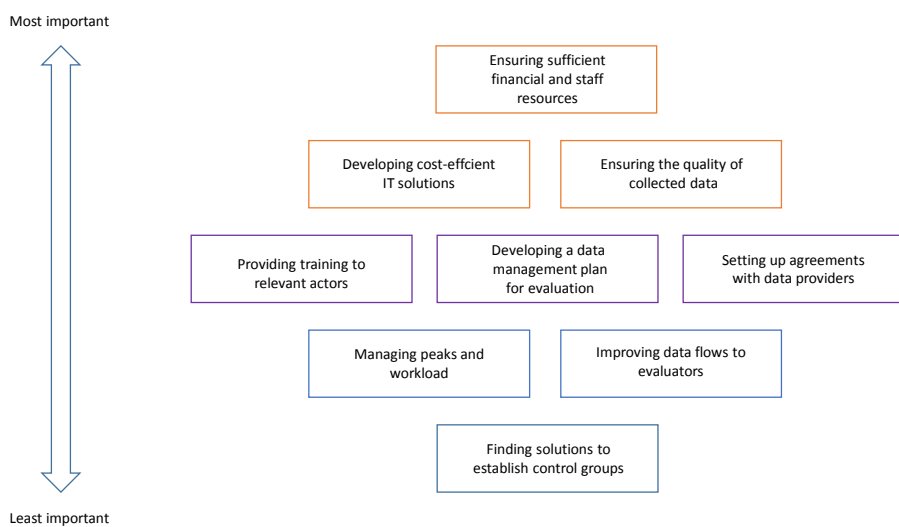 Most important
Ensuring sufficient
financial and staff
resources
Developing cost-effcient
IT solutions
Ensuring the quality of
collected data
Providing training to
relevant actors
Developing a data
management plan
for evaluation
Setting up agreements
with data providers
Managing peaks and
workload
Improving data flows to
evaluators
Finding solutions to
establish control groups
Least important